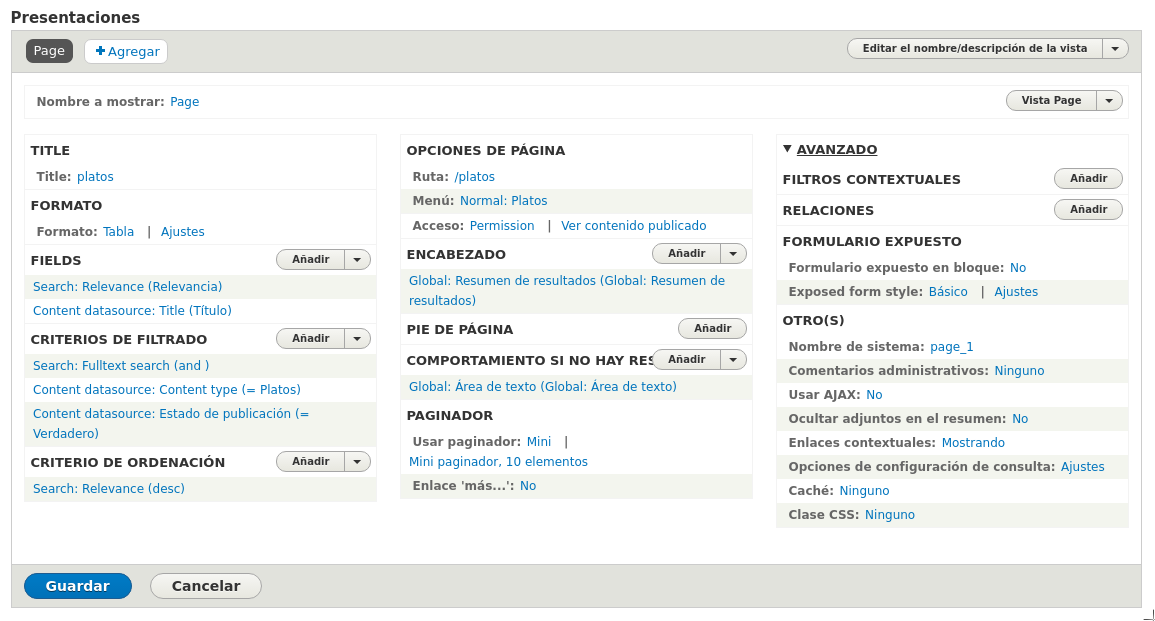 Presentaciones
Page
Agregar
Editar el nombre/descripción de la vista
Nombre a mostrar: Page
Vista Page
TITLE
Title: platos
FORMATO
Formato: Tabla | Ajustes
FIELDS
Añadir
Search: Relevance (Relevancia)
Content datasource: Title (Título)
CRITERIOS DE FILTRADO
Añadir
Search: Fulltext search (and )
Content datasource: Content type (= Platos)
Content datasource: Estado de publicación (=
Verdadero)
CRITERIO DE ORDENACIÓN
Añadir
Search: Relevance (desc)
OPCIONES DE PÁGINA
Ruta: /platos
Menú: Normal: Platos
Acceso: Permission | Ver contenido publicado
ENCABEZADO
Añadir
Global: Resumen de resultados (Global: Resumen de
resultados)
PIE DE PÁGINA
Añadir
COMPORTAMIENTO SI NO HAY RES
Añadir
Global: Área de texto (Global: Área de texto)
PAGINADOR
Usar paginador: Mini |
Mini paginador, 10 elementos
Enlace 'más...': No
AVANZADO
FILTROS CONTEXTUALES
Añadir
RELACIONES
Añadir
FORMULARIO EXPUESTO
Formulario expuesto en bloque: No
Exposed form style: Básico | Ajustes
OTRO(S)
Nombre de sistema: page_1
Comentarios administrativos: Ninguno
Usar AJAX: No
Ocultar adjuntos en el resumen: No
Enlaces contextuales: Mostrando
Opciones de configuración de consulta: Ajustes
Caché: Ninguno
Clase CSS: Ninguno
Guardar
Cancelar